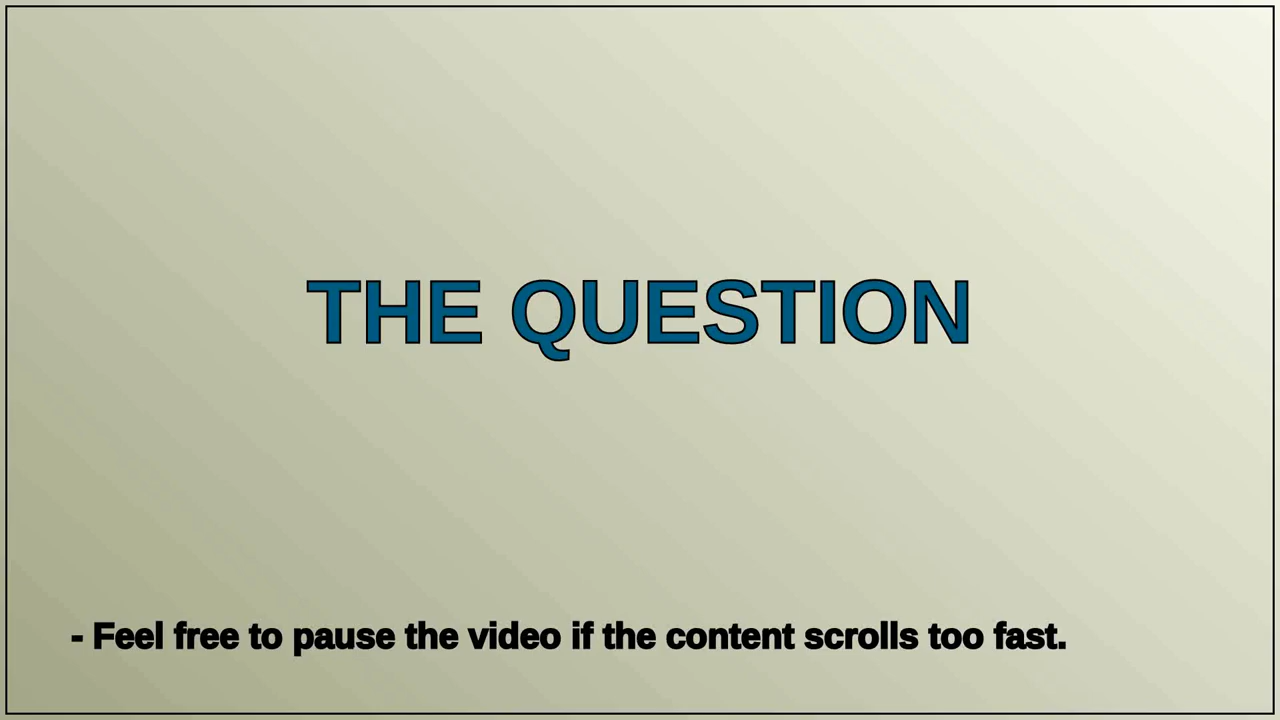 THE QUESTION
- Feel free to pause the video if the content scrolls too fast.